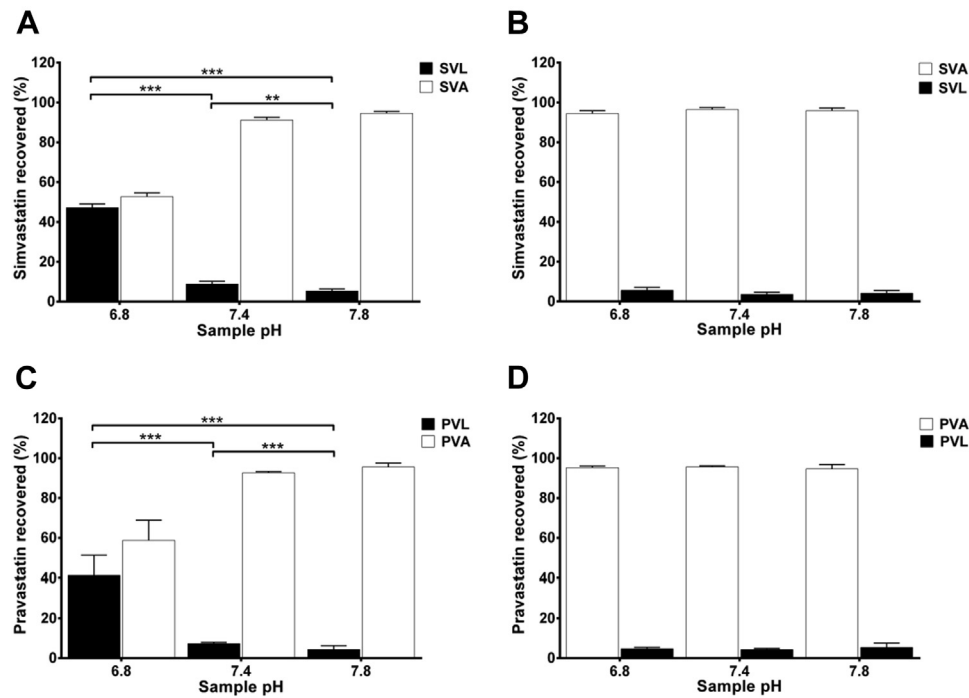 A
Simvastatin recovered (%)
120
100
80
60
40
20
0
***
***
**
SVL
SVA
6.8 7.4 7.8
Sample pH
B
Simvastatin recovered (%)
120
100
80
60
40
20
0
SVA
SVL
6.8 7.4 7.8
Sample pH
C
Pravastatin recovered (%)
120
100
80
60
40
20
0
***
***
***
PVL
PVA
6.8 7.4 7.8
Sample pH
D
Pravastatin recovered (%)
120
100
80
60
40
20
0
PVA
PVL
6.8 7.4 7.8
Sample pH